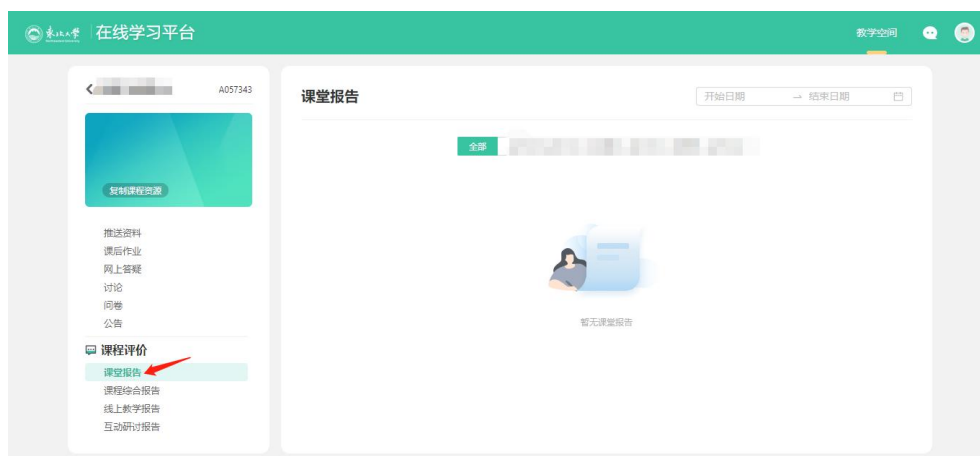 東北大學 在线学习平台
教学空间
A057343
复制课程资源
推送资料
课后作业
网上答疑
讨论
问卷
公告
课程评价
课堂报告
课程综合报告
线上教学报告
互动研讨报告
课堂报告
开始日期 → 结束日期
全部
暂无课堂报告